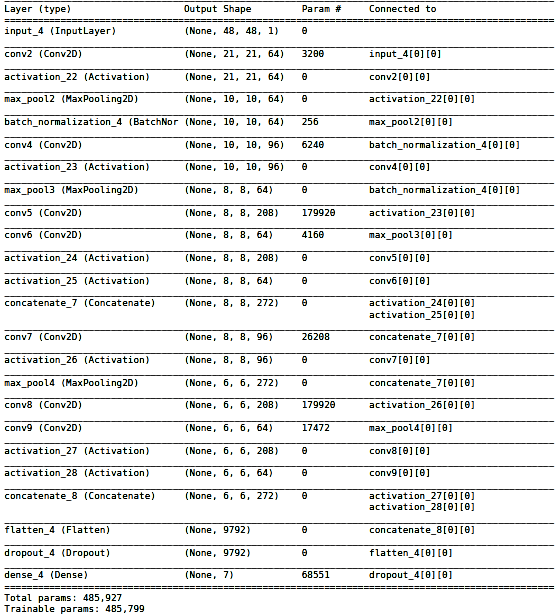 Layer (type) Output Shape Param # Connected to
input_4 (InputLayer) (None, 48, 48, 1) 0
conv2 (Conv2D) (None, 21, 21, 64) 3200 input_4[0][0]
activation_22 (Activation) (None, 21, 21, 64) 0 conv2[0][0]
max_pool2 (MaxPooling2D) (None, 10, 10, 64) 0 activation_22[0][0]
batch_normalization_4 (BatchNor (None, 10, 10, 64) 256 max_pool2[0][0]
conv4 (Conv2D) (None, 10, 10, 96) 6240 batch_normalization_4[0][0]
activation_23 (Activation) (None, 10, 10, 96) 0 conv4[0][0]
max_pool3 (MaxPooling2D) (None, 8, 8, 64) 0 batch_normalization_4[0][0]
conv5 (Conv2D) (None, 8, 8, 208) 179920 activation_23[0][0]
conv6 (Conv2D) (None, 8, 8, 64) 4160 max_pool3[0][0]
activation_24 (Activation) (None, 8, 8, 208) 0 conv5[0][0]
activation_25 (Activation) (None, 8, 8, 64) 0 conv6[0][0]
concatenate_7 (Concatenate) (None, 8, 8, 272) 0 activation_24[0][0]
activation_25[0][0]
conv7 (Conv2D) (None, 8, 8, 96) 26208 concatenate_7[0][0]
activation_26 (Activation) (None, 8, 8, 96) 0 conv7[0][0]
max_pool4 (MaxPooling2D) (None, 6, 6, 272) 0 concatenate_7[0][0]
conv8 (Conv2D) (None, 6, 6, 208) 179920 activation_26[0][0]
conv9 (Conv2D) (None, 6, 6, 64) 17472 max_pool4[0][0]
activation_27 (Activation) (None, 6, 6, 208) 0 conv8[0][0]
activation_28 (Activation) (None, 6, 6, 64) 0 conv9[0][0]
concatenate_8 (Concatenate) (None, 6, 6, 272) 0 activation_27[0][0]
activation_28[0][0]
flatten_4 (Flatten) (None, 9792) 0 concatenate_8[0][0]
dropout_4 (Dropout) (None, 9792) 0 flatten_4[0][0]
dense_4 (Dense) (None, 7) 68551 dropout_4[0][0]
Total params: 485,927
Trainable params: 485,799